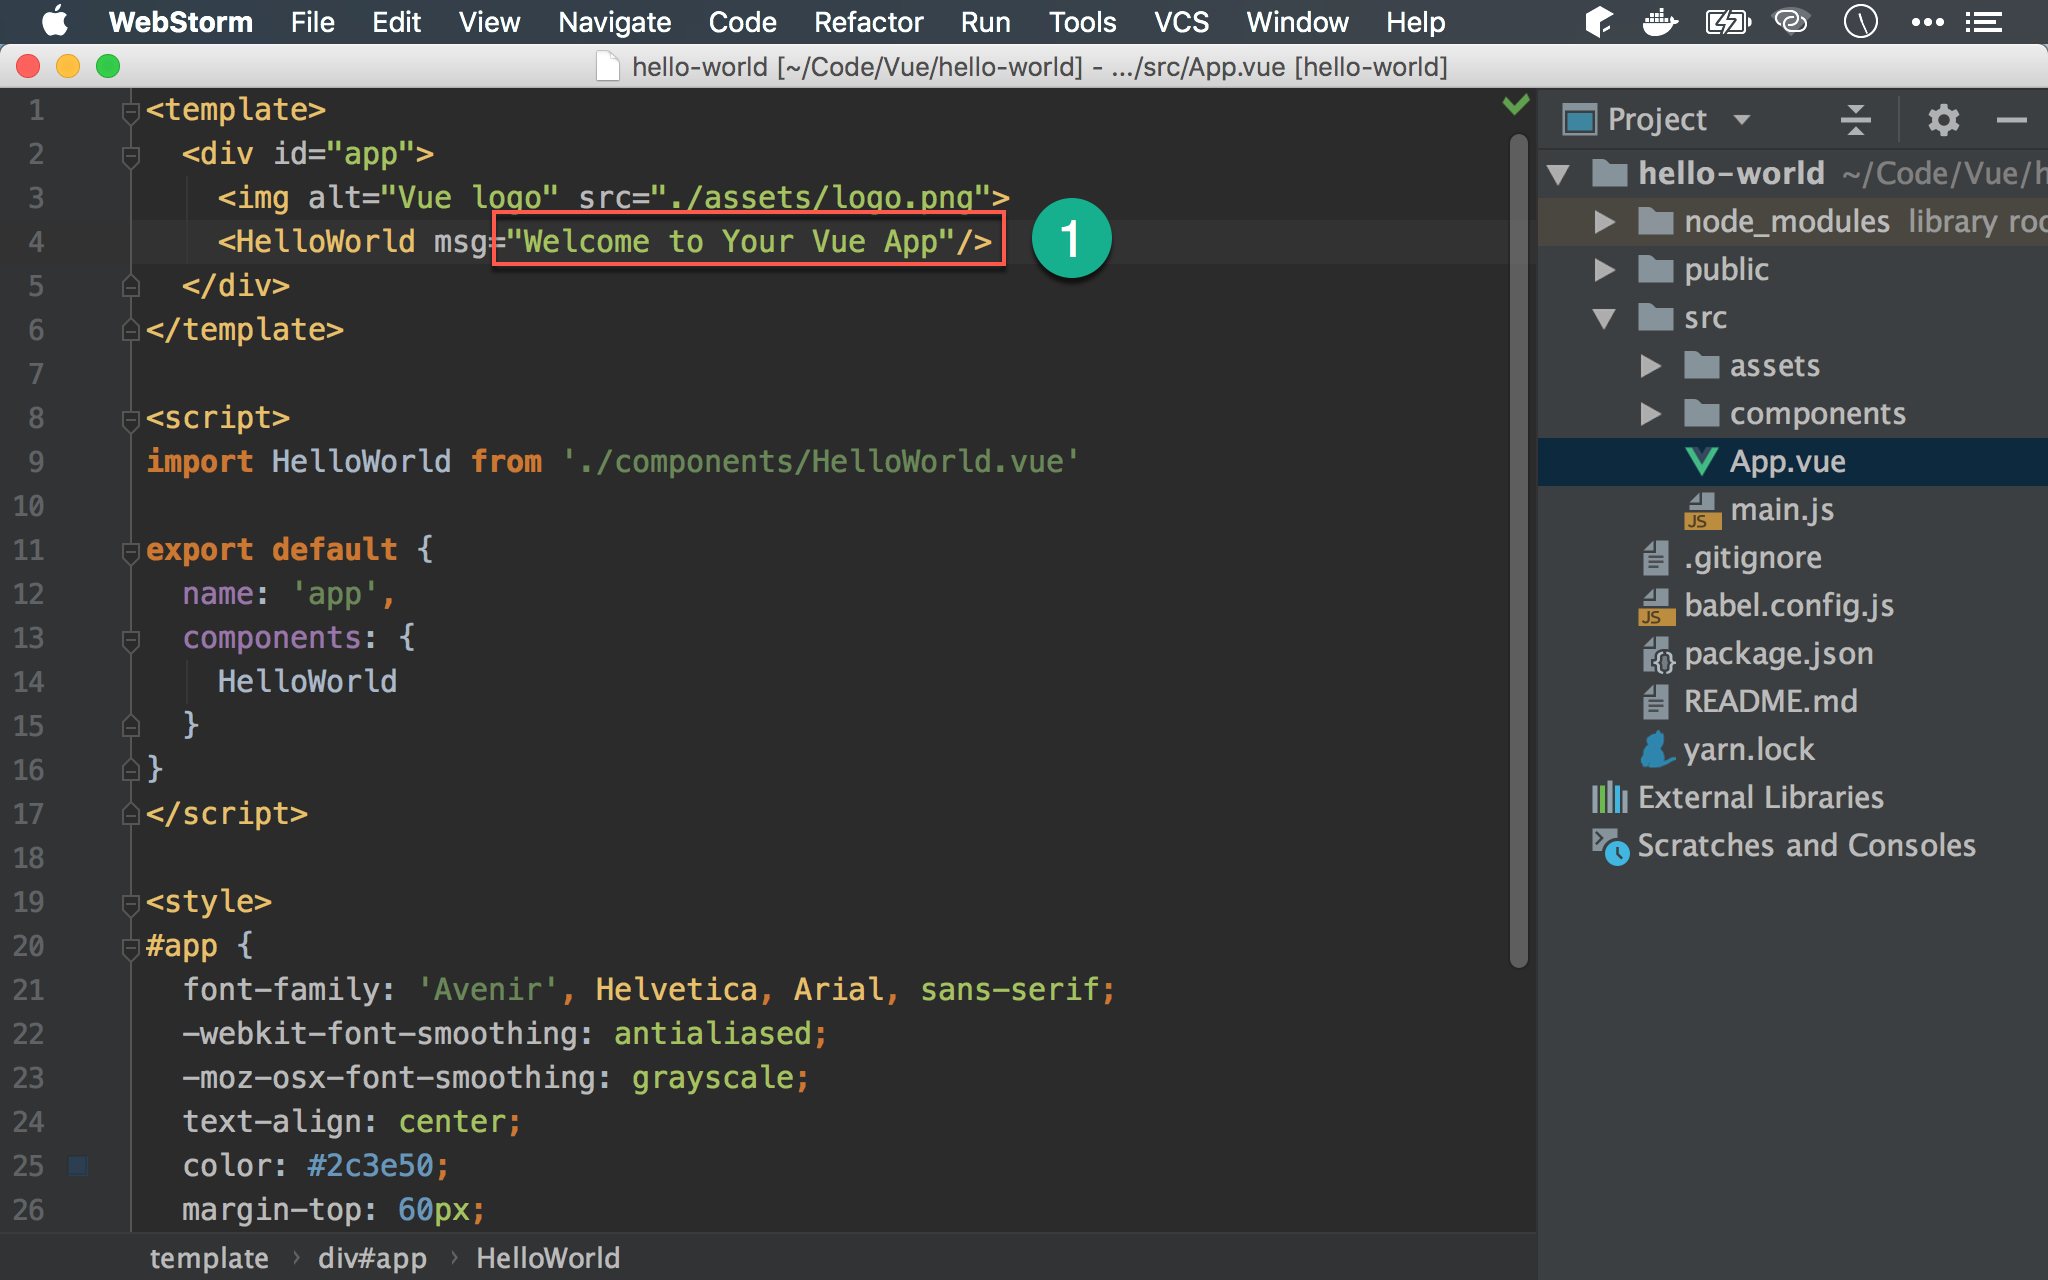 WebStorm File Edit View Navigate Code Refactor Run Tools VCS Window Help
hello-world [~/Code/Vue/hello-world] - .../src/App.vue [hello-world]
1 <template>
2 <div id="app">
3 <img alt="Vue logo" src="./assets/logo.png">
4 <HelloWorld msg="Welcome to Your Vue App"/>
1
5 </div>
6 </template>
7
8 <script>
9 import HelloWorld from './components/HelloWorld.vue'
10
11 export default {
12 name: 'app',
13 components: {
14 HelloWorld
15 }
16 }
17 </script>
18
19 <style>
20 #app {
21 font-family: 'Avenir', Helvetica, Arial, sans-serif;
22 -webkit-font-smoothing: antialiased;
23 -moz-osx-font-smoothing: grayscale;
24 text-align: center;
25 color: #2c3e50;
26 margin-top: 60px;
template › div#app › HelloWorld
Project
hello-world ~/Code/Vue/h
node_modules library roo
public
src
assets
components
App.vue
JS main.js
.gitignore
JS babel.config.js
package.json
README.md
yarn.lock
External Libraries
Scratches and Consoles